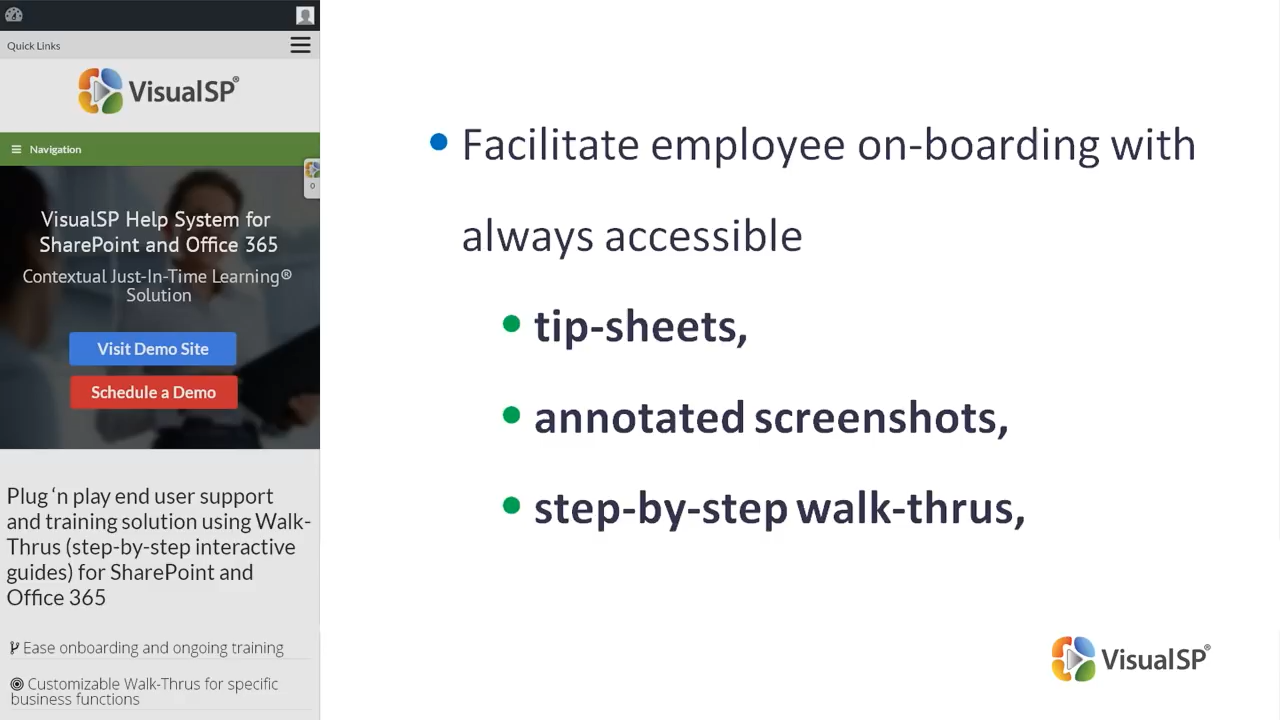 Quick Links
VisualSP®
Navigation
0
VisualSP Help System for
SharePoint and Office 365
Contextual Just-In-Time Learning®
Solution
Visit Demo Site
Schedule a Demo
Plug ‘n play end user support
and training solution using Walk-
Thrus (step-by-step interactive
guides) for SharePoint and
Office 365
Ease onboarding and ongoing training
Customizable Walk-Thrus for specific
business functions
• Facilitate employee on-boarding with
always accessible
• tip-sheets,
• annotated screenshots,
• step-by-step walk-thrus,
VisualSP®